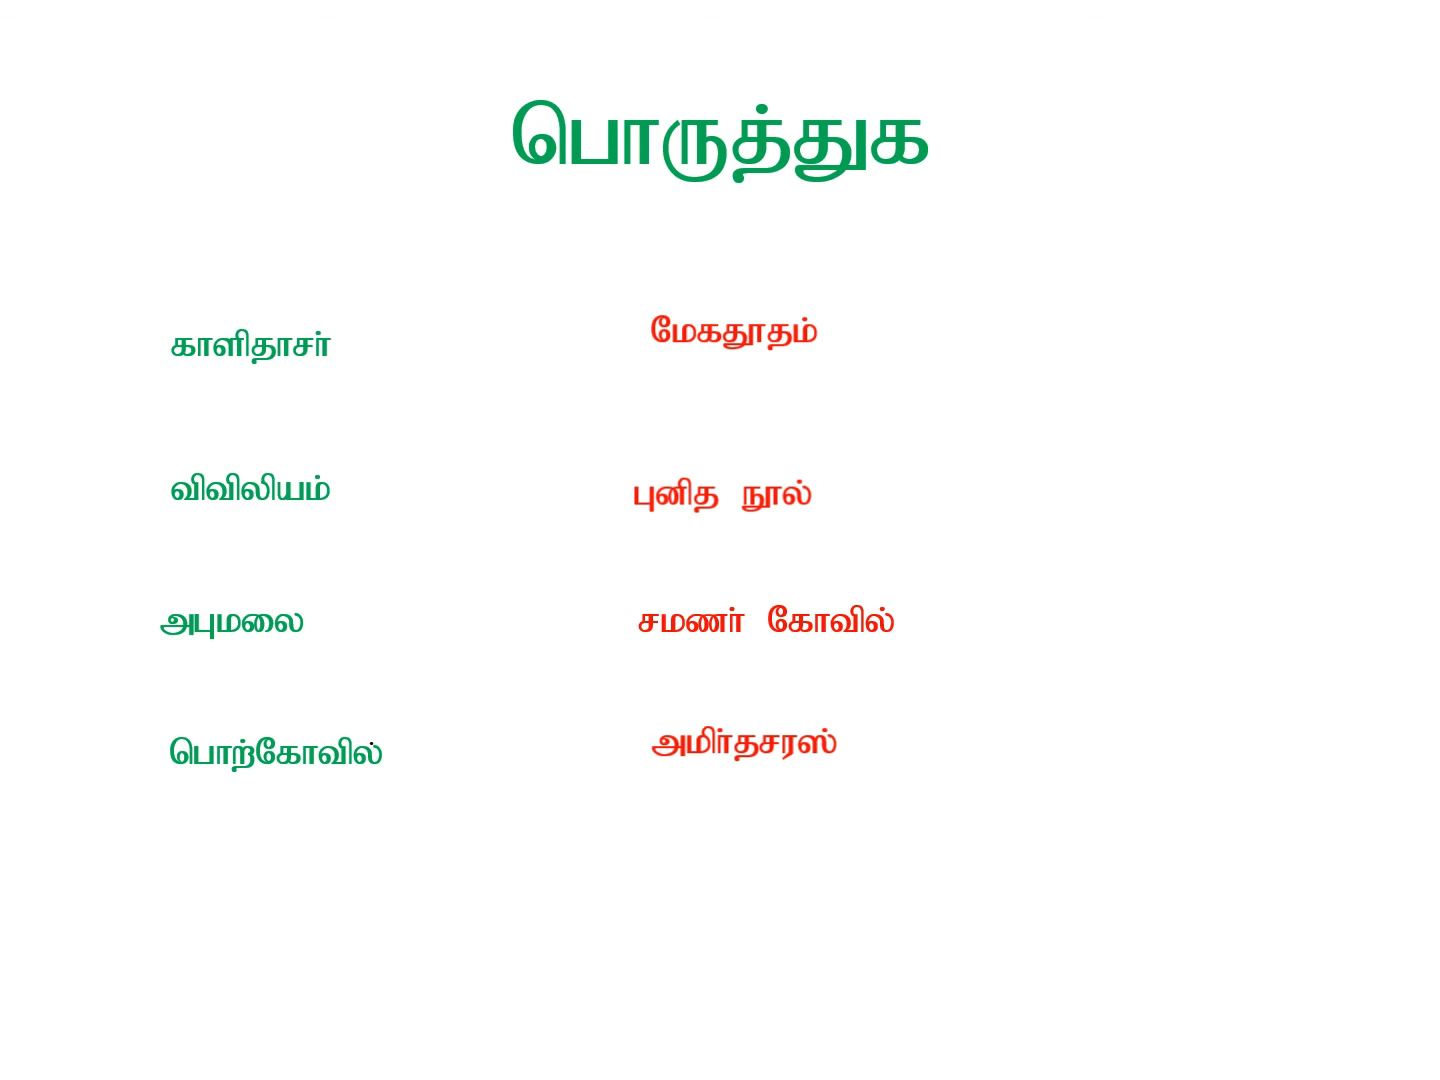 பொருத்துக
காளிதாசர் மேகதூதம்
விவிலியம் புனித நூல்
அபுமலை சமணர் கோவில்
பொற்கோவில் அமிர்தசரஸ்